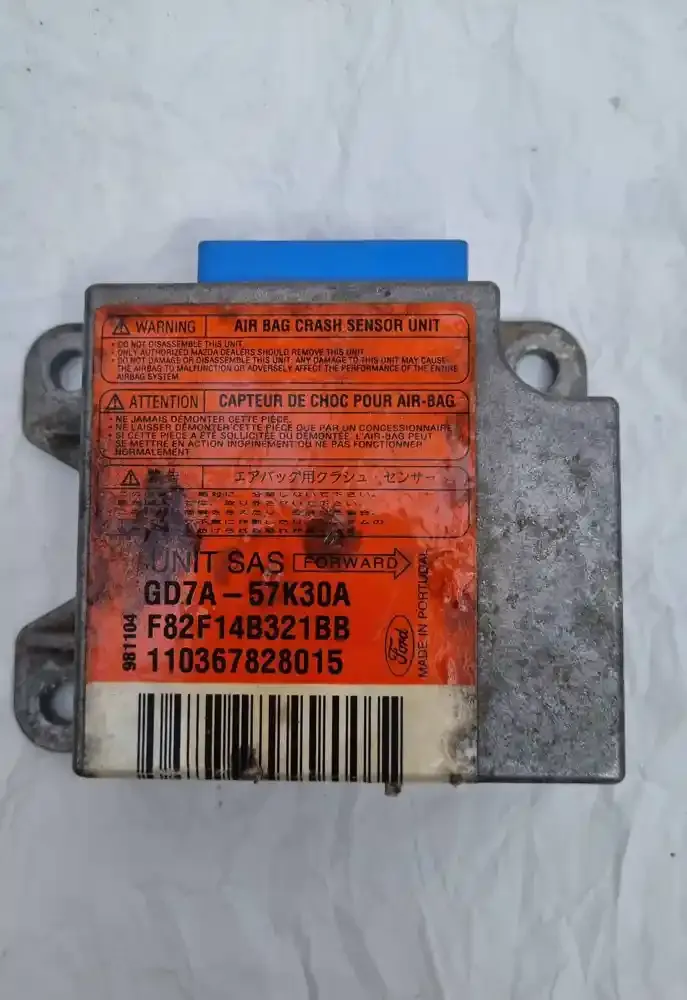 WARNING
AIR BAG CRASH SENSOR UNIT
• DO NOT DISASSEMBLE THIS UNIT.
• ONLY AUTHORIZED MAZDA DEALERS SHOULD REMOVE THIS UNIT.
• DO NOT DAMAGE OR DISASSEMBLE THIS UNIT. ANY DAMAGE TO THIS UNIT MAY CAUSE
THE AIRBAG TO MALFUNCTION OR ADVERSELY AFFECT THE PERFORMANCE OF THE ENTIRE
AIRBAG SYSTEM.
ATTENTION
CAPTEUR DE CHOC POUR AIR-BAG
• NE JAMAIS DÉMONTER CETTE PIÈCE.
• NE LAISSER DÉMONTER CETTE PIÈCE QUE PAR UN CONCESSIONNAIRE
• SI CETTE PIÈCE A ÉTÉ SOLLICITÉE OU DÉMONTÉE, L'AIR-BAG PEUT
SE METTRE EN ACTION INOPINÉMENT OU NE PAS FONCTIONNER
NORMALEMENT
エアバッグ用クラッシュ・センサー
UNIT SAS FORWARD
GD7A-57K30A
F82F14B321BB
110367828015
981104
Ford
MADE IN PORTUGAL